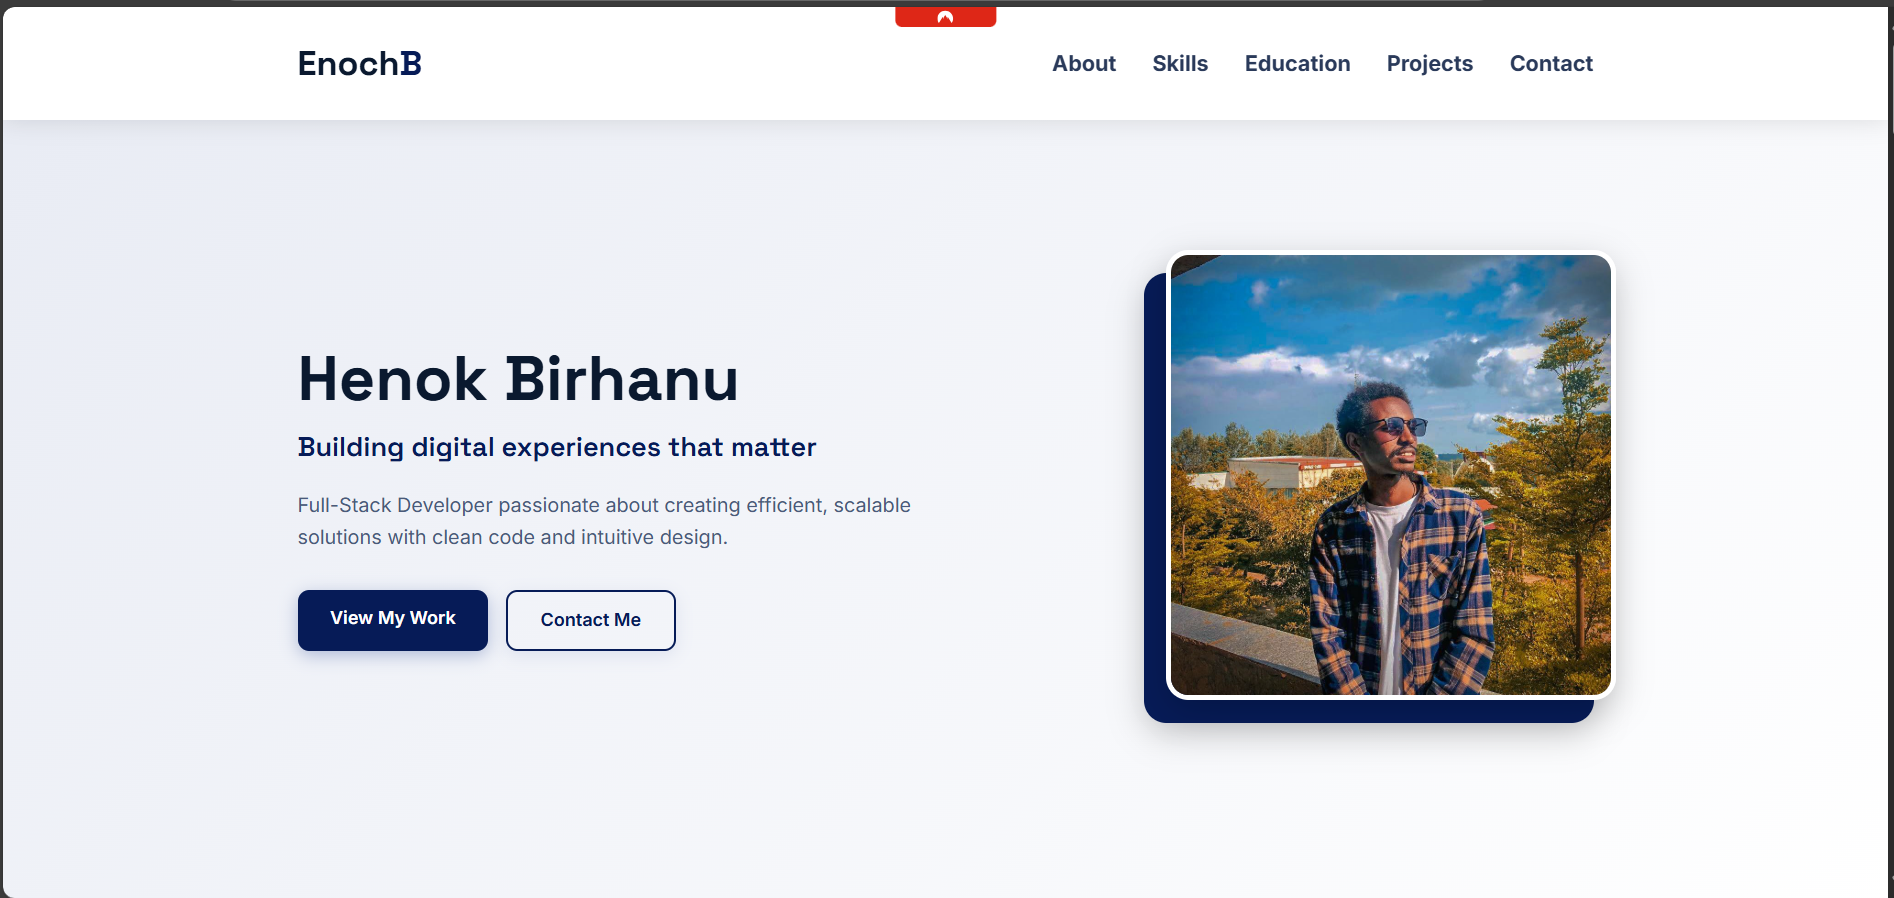 EnochB
About Skills Education Projects Contact
Henok Birhanu
Building digital experiences that matter
Full-Stack Developer passionate about creating efficient, scalable
solutions with clean code and intuitive design.
View My Work
Contact Me